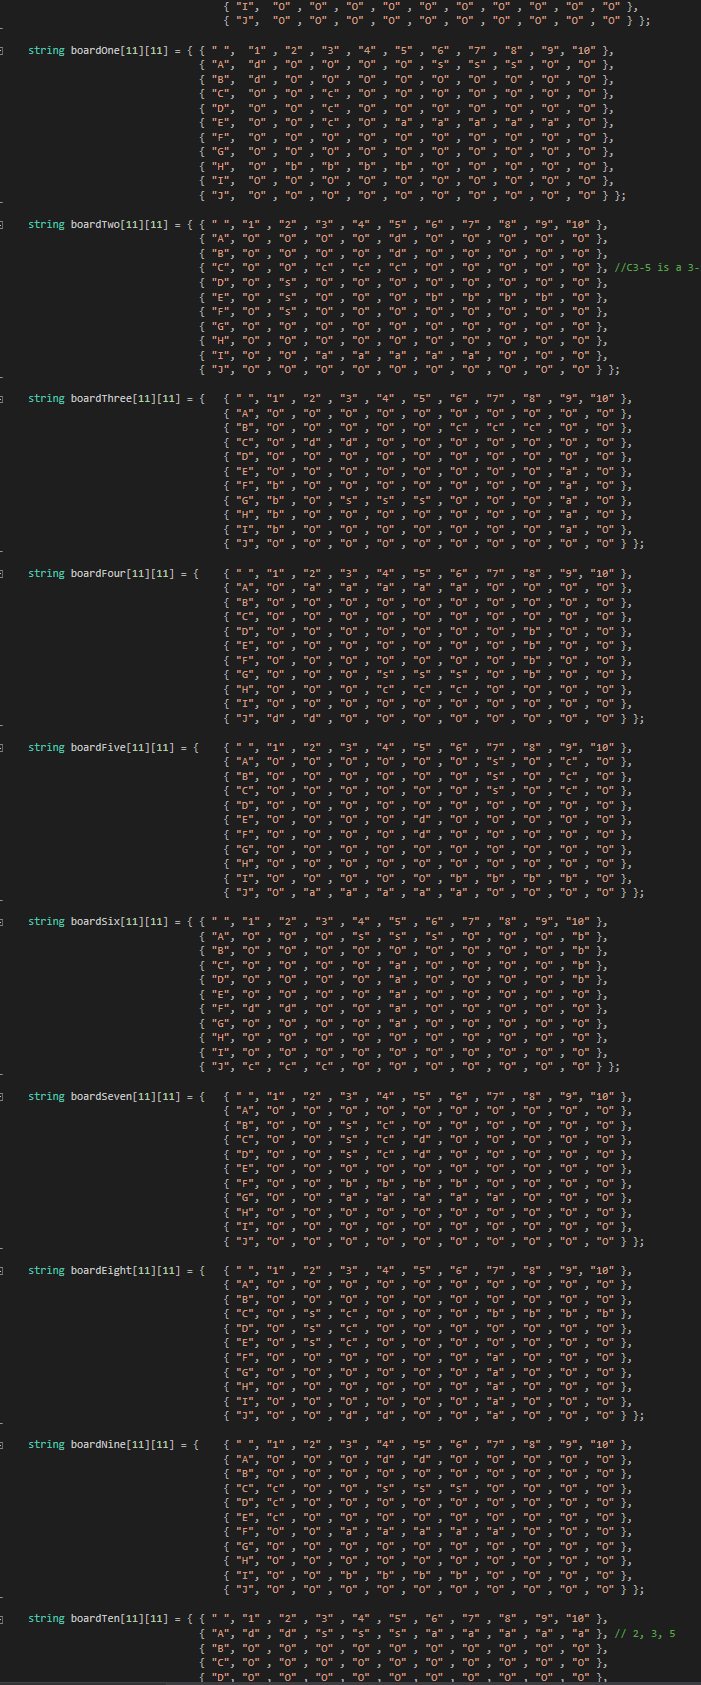 { "I", "O" , "O" , "O" , "O" , "O" , "O" , "O" , "O" , "O" , "O" },
{ "J", "O" , "O" , "O" , "O" , "O" , "O" , "O" , "O" , "O" , "O" } };
string boardOne[11][11] = { { " ", "1" , "2" , "3" , "4" , "5" , "6" , "7" , "8" , "9", "10" },
{ "A", "d" , "O" , "O" , "O" , "O" , "s" , "s" , "s" , "O" , "O" },
{ "B", "d" , "O" , "O" , "O" , "O" , "O" , "O" , "O" , "O" , "O" },
{ "C", "O" , "O" , "c" , "O" , "O" , "O" , "O" , "O" , "O" , "O" },
{ "D", "O" , "O" , "c" , "O" , "O" , "O" , "O" , "O" , "O" , "O" },
{ "E", "O" , "O" , "c" , "O" , "a" , "a" , "a" , "a" , "a" , "O" },
{ "F", "O" , "O" , "O" , "O" , "O" , "O" , "O" , "O" , "O" , "O" },
{ "G", "O" , "O" , "O" , "O" , "O" , "O" , "O" , "O" , "O" , "O" },
{ "H", "O" , "b" , "b" , "b" , "b" , "O" , "O" , "O" , "O" , "O" },
{ "I", "O" , "O" , "O" , "O" , "O" , "O" , "O" , "O" , "O" , "O" },
{ "J", "O" , "O" , "O" , "O" , "O" , "O" , "O" , "O" , "O" , "O" } };
string boardTwo[11][11] = { { " ", "1" , "2" , "3" , "4" , "5" , "6" , "7" , "8" , "9", "10" },
{ "A", "O" , "O" , "O" , "O" , "d" , "O" , "O" , "O" , "O" , "O" },
{ "B", "O" , "O" , "O" , "O" , "d" , "O" , "O" , "O" , "O" , "O" },
{ "C", "O" , "O" , "c" , "c" , "c" , "O" , "O" , "O" , "O" , "O" }, //C3-5 is a 3-
{ "D", "O" , "s" , "O" , "O" , "O" , "O" , "O" , "O" , "O" , "O" },
{ "E", "O" , "s" , "O" , "O" , "O" , "b" , "b" , "b" , "b" , "O" },
{ "F", "O" , "s" , "O" , "O" , "O" , "O" , "O" , "O" , "O" , "O" },
{ "G", "O" , "O" , "O" , "O" , "O" , "O" , "O" , "O" , "O" , "O" },
{ "H", "O" , "O" , "O" , "O" , "O" , "O" , "O" , "O" , "O" , "O" },
{ "I", "O" , "O" , "a" , "a" , "a" , "a" , "a" , "O" , "O" , "O" },
{ "J", "O" , "O" , "O" , "O" , "O" , "O" , "O" , "O" , "O" , "O" } };
string boardThree[11][11] = { { " ", "1" , "2" , "3" , "4" , "5" , "6" , "7" , "8" , "9", "10" },
{ "A", "O" , "O" , "O" , "O" , "O" , "O" , "O" , "O" , "O" , "O" },
{ "B", "O" , "O" , "O" , "O" , "O" , "c" , "c" , "c" , "O" , "O" },
{ "C", "O" , "d" , "d" , "O" , "O" , "O" , "O" , "O" , "O" , "O" },
{ "D", "O" , "O" , "O" , "O" , "O" , "O" , "O" , "O" , "O" , "O" },
{ "E", "O" , "O" , "O" , "O" , "O" , "O" , "O" , "O" , "a" , "O" },
{ "F", "b" , "O" , "O" , "O" , "O" , "O" , "O" , "O" , "a" , "O" },
{ "G", "b" , "O" , "s" , "s" , "s" , "O" , "O" , "O" , "a" , "O" },
{ "H", "b" , "O" , "O" , "O" , "O" , "O" , "O" , "O" , "a" , "O" },
{ "I", "b" , "O" , "O" , "O" , "O" , "O" , "O" , "O" , "a" , "O" },
{ "J", "O" , "O" , "O" , "O" , "O" , "O" , "O" , "O" , "O" , "O" } };
string boardFour[11][11] = { { " ", "1" , "2" , "3" , "4" , "5" , "6" , "7" , "8" , "9", "10" },
{ "A", "O" , "a" , "a" , "a" , "a" , "a" , "O" , "O" , "O" , "O" },
{ "B", "O" , "O" , "O" , "O" , "O" , "O" , "O" , "O" , "O" , "O" },
{ "C", "O" , "O" , "O" , "O" , "O" , "O" , "O" , "O" , "O" , "O" },
{ "D", "O" , "O" , "O" , "O" , "O" , "O" , "O" , "b" , "O" , "O" },
{ "E", "O" , "O" , "O" , "O" , "O" , "O" , "O" , "b" , "O" , "O" },
{ "F", "O" , "O" , "O" , "O" , "O" , "O" , "O" , "b" , "O" , "O" },
{ "G", "O" , "O" , "O" , "s" , "s" , "s" , "O" , "b" , "O" , "O" },
{ "H", "O" , "O" , "O" , "c" , "c" , "c" , "O" , "O" , "O" , "O" },
{ "I", "O" , "O" , "O" , "O" , "O" , "O" , "O" , "O" , "O" , "O" },
{ "J", "d" , "d" , "O" , "O" , "O" , "O" , "O" , "O" , "O" , "O" } };
string boardFive[11][11] = { { " ", "1" , "2" , "3" , "4" , "5" , "6" , "7" , "8" , "9", "10" },
{ "A", "O" , "O" , "O" , "O" , "O" , "O" , "s" , "O" , "c" , "O" },
{ "B", "O" , "O" , "O" , "O" , "O" , "O" , "s" , "O" , "c" , "O" },
{ "C", "O" , "O" , "O" , "O" , "O" , "O" , "s" , "O" , "c" , "O" },
{ "D", "O" , "O" , "O" , "O" , "O" , "O" , "O" , "O" , "O" , "O" },
{ "E", "O" , "O" , "O" , "O" , "d" , "O" , "O" , "O" , "O" , "O" },
{ "F", "O" , "O" , "O" , "O" , "d" , "O" , "O" , "O" , "O" , "O" },
{ "G", "O" , "O" , "O" , "O" , "O" , "O" , "O" , "O" , "O" , "O" },
{ "H", "O" , "O" , "O" , "O" , "O" , "O" , "O" , "O" , "O" , "O" },
{ "I", "O" , "O" , "O" , "O" , "O" , "b" , "b" , "b" , "b" , "O" },
{ "J", "O" , "a" , "a" , "a" , "a" , "a" , "O" , "O" , "O" , "O" } };
string boardSix[11][11] = { { " ", "1" , "2" , "3" , "4" , "5" , "6" , "7" , "8" , "9", "10" },
{ "A", "O" , "O" , "O" , "s" , "s" , "s" , "O" , "O" , "O" , "b" },
{ "B", "O" , "O" , "O" , "O" , "O" , "O" , "O" , "O" , "O" , "b" },
{ "C", "O" , "O" , "O" , "O" , "a" , "O" , "O" , "O" , "O" , "b" },
{ "D", "O" , "O" , "O" , "O" , "a" , "O" , "O" , "O" , "O" , "b" },
{ "E", "O" , "O" , "O" , "O" , "a" , "O" , "O" , "O" , "O" , "O" },
{ "F", "d" , "d" , "O" , "O" , "a" , "O" , "O" , "O" , "O" , "O" },
{ "G", "O" , "O" , "O" , "O" , "a" , "O" , "O" , "O" , "O" , "O" },
{ "H", "O" , "O" , "O" , "O" , "O" , "O" , "O" , "O" , "O" , "O" },
{ "I", "O" , "O" , "O" , "O" , "O" , "O" , "O" , "O" , "O" , "O" },
{ "J", "c" , "c" , "c" , "O" , "O" , "O" , "O" , "O" , "O" , "O" } };
string boardSeven[11][11] = { { " ", "1" , "2" , "3" , "4" , "5" , "6" , "7" , "8" , "9", "10" },
{ "A", "O" , "O" , "O" , "O" , "O" , "O" , "O" , "O" , "O" , "O" },
{ "B", "O" , "O" , "s" , "c" , "O" , "O" , "O" , "O" , "O" , "O" },
{ "C", "O" , "O" , "s" , "c" , "d" , "O" , "O" , "O" , "O" , "O" },
{ "D", "O" , "O" , "s" , "c" , "d" , "O" , "O" , "O" , "O" , "O" },
{ "E", "O" , "O" , "O" , "O" , "O" , "O" , "O" , "O" , "O" , "O" },
{ "F", "O" , "O" , "b" , "b" , "b" , "b" , "O" , "O" , "O" , "O" },
{ "G", "O" , "O" , "a" , "a" , "a" , "a" , "a" , "O" , "O" , "O" },
{ "H", "O" , "O" , "O" , "O" , "O" , "O" , "O" , "O" , "O" , "O" },
{ "I", "O" , "O" , "O" , "O" , "O" , "O" , "O" , "O" , "O" , "O" },
{ "J", "O" , "O" , "O" , "O" , "O" , "O" , "O" , "O" , "O" , "O" } };
string boardEight[11][11] = { { " ", "1" , "2" , "3" , "4" , "5" , "6" , "7" , "8" , "9", "10" },
{ "A", "O" , "O" , "O" , "O" , "O" , "O" , "O" , "O" , "O" , "O" },
{ "B", "O" , "O" , "O" , "O" , "O" , "O" , "O" , "O" , "O" , "O" },
{ "C", "O" , "s" , "c" , "O" , "O" , "O" , "b" , "b" , "b" , "b" },
{ "D", "O" , "s" , "c" , "O" , "O" , "O" , "O" , "O" , "O" , "O" },
{ "E", "O" , "s" , "c" , "O" , "O" , "O" , "O" , "O" , "O" , "O" },
{ "F", "O" , "O" , "O" , "O" , "O" , "O" , "a" , "O" , "O" , "O" },
{ "G", "O" , "O" , "O" , "O" , "O" , "O" , "a" , "O" , "O" , "O" },
{ "H", "O" , "O" , "O" , "O" , "O" , "O" , "a" , "O" , "O" , "O" },
{ "I", "O" , "O" , "O" , "O" , "O" , "O" , "a" , "O" , "O" , "O" },
{ "J", "O" , "O" , "d" , "d" , "O" , "O" , "a" , "O" , "O" , "O" } };
string boardNine[11][11] = { { " ", "1" , "2" , "3" , "4" , "5" , "6" , "7" , "8" , "9", "10" },
{ "A", "O" , "O" , "O" , "d" , "d" , "O" , "O" , "O" , "O" , "O" },
{ "B", "O" , "O" , "O" , "O" , "O" , "O" , "O" , "O" , "O" , "O" },
{ "C", "c" , "O" , "O" , "s" , "s" , "s" , "O" , "O" , "O" , "O" },
{ "D", "c" , "O" , "O" , "O" , "O" , "O" , "O" , "O" , "O" , "O" },
{ "E", "c" , "O" , "O" , "O" , "O" , "O" , "O" , "O" , "O" , "O" },
{ "F", "O" , "O" , "a" , "a" , "a" , "a" , "a" , "O" , "O" , "O" },
{ "G", "O" , "O" , "O" , "O" , "O" , "O" , "O" , "O" , "O" , "O" },
{ "H", "O" , "O" , "O" , "O" , "O" , "O" , "O" , "O" , "O" , "O" },
{ "I", "O" , "O" , "b" , "b" , "b" , "b" , "O" , "O" , "O" , "O" },
{ "J", "O" , "O" , "O" , "O" , "O" , "O" , "O" , "O" , "O" , "O" } };
string boardTen[11][11] = { { " ", "1" , "2" , "3" , "4" , "5" , "6" , "7" , "8" , "9", "10" },
{ "A", "d" , "d" , "s" , "s" , "s" , "a" , "a" , "a" , "a" , "a" }, // 2, 3, 5
{ "B", "O" , "O" , "O" , "O" , "O" , "O" , "O" , "O" , "O" , "O" },
{ "C", "O" , "O" , "O" , "O" , "O" , "O" , "O" , "O" , "O" , "O" },
{ "D", "O" , "O" , "O" , "O" , "O" , "O" , "O" , "O" , "O" , "O" },